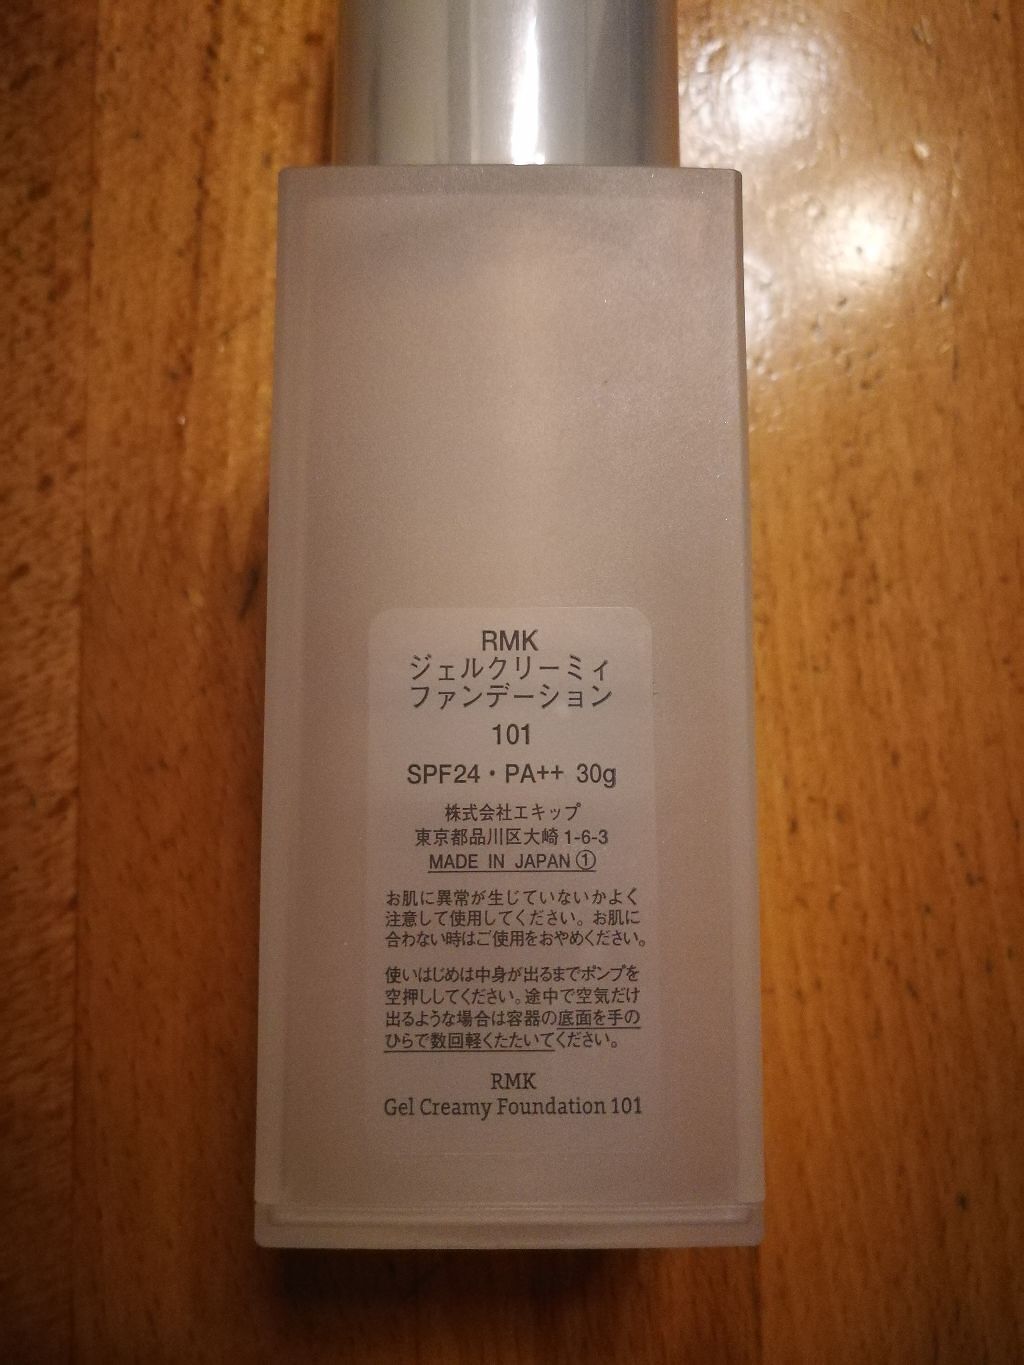 RMK
ジェルクリーミィ
ファンデーション
101
SPF24・PA++ 30g
株式会社エキップ
東京都品川区大崎1-6-3
MADE IN JAPAN ①
お肌に異常が生じていないかよく
注意して使用してください。お肌に
合わない時はご使用をおやめください。
使いはじめは中身が出るまでポンプを
空押ししてください。途中で空気だけ
出るような場合は容器の底面を手の
ひらで数回軽くたたいてください。
RMK
Gel Creamy Foundation 101